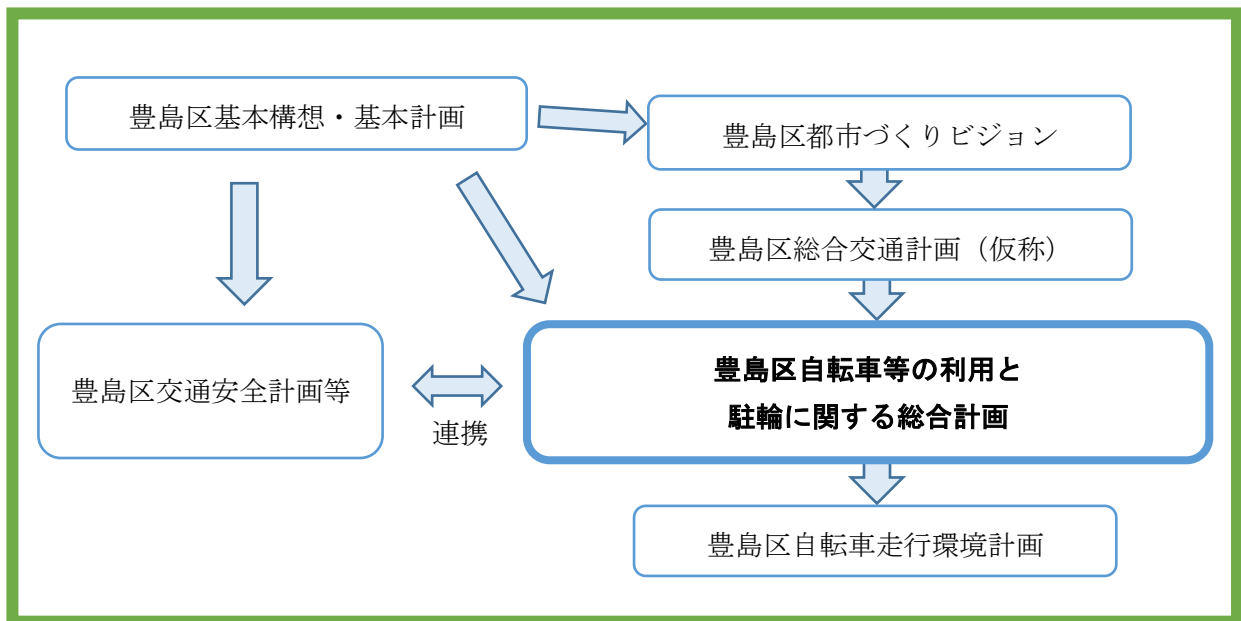 豊島区基本構想・基本計画
豊島区都市づくりビジョン
豊島区総合交通計画（仮称）
豊島区自転車等の利用と
駐輪に関する総合計画
豊島区交通安全計画等
連携
豊島区自転車走行環境計画